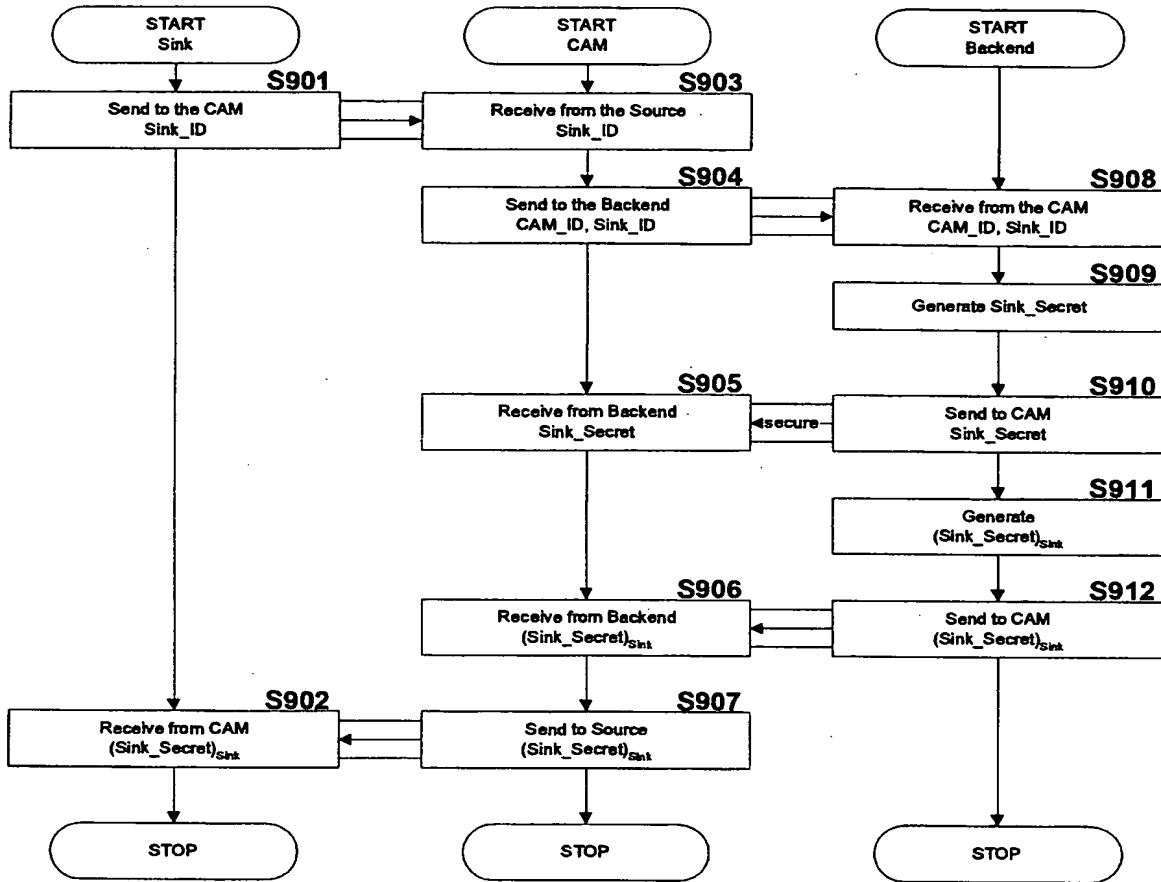 START
Sink
START
CAM
START
Backend
S901
Send to the CAM
Sink_ID
S903
Receive from the Source
Sink_ID
S904
Send to the Backend
CAM_ID, Sink_ID
S908
Receive from the CAM
CAM_ID, Sink_ID
S909
Generate Sink_Secret
S905
Receive from Backend
Sink_Secret
secure
S910
Send to CAM
Sink_Secret
S911
Generate
(Sink_Secret)Sink
S906
Receive from Backend
(Sink_Secret)Sink
S912
Send to CAM
(Sink_Secret)Sink
S902
Receive from CAM
(Sink_Secret)Sink
S907
Send to Source
(Sink_Secret)Sink
STOP
STOP
STOP